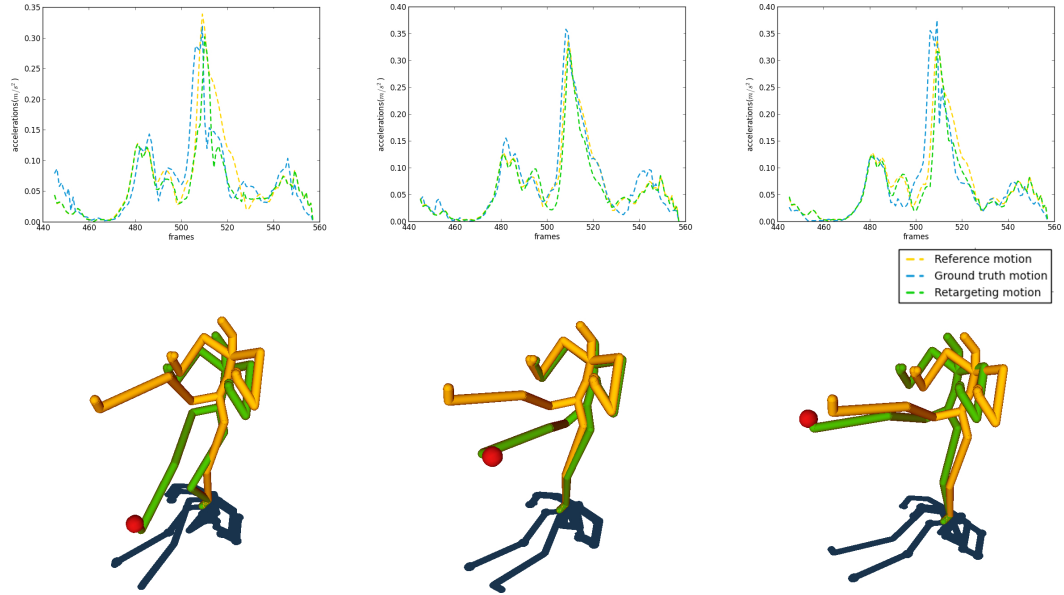 0.35
0.30
0.25
0.20
0.15
0.10
0.05
0.00
accelerations(m/s²)
440 460 480 500 520 540 560
frames
0.40
0.35
0.30
0.25
0.20
0.15
0.10
0.05
0.00
accelerations(m/s²)
440 460 480 500 520 540 560
frames
0.40
0.35
0.30
0.25
0.20
0.15
0.10
0.05
0.00
accelerations(m/s²)
440 460 480 500 520 540 560
frames
Reference motion
Ground truth motion
Retargeting motion